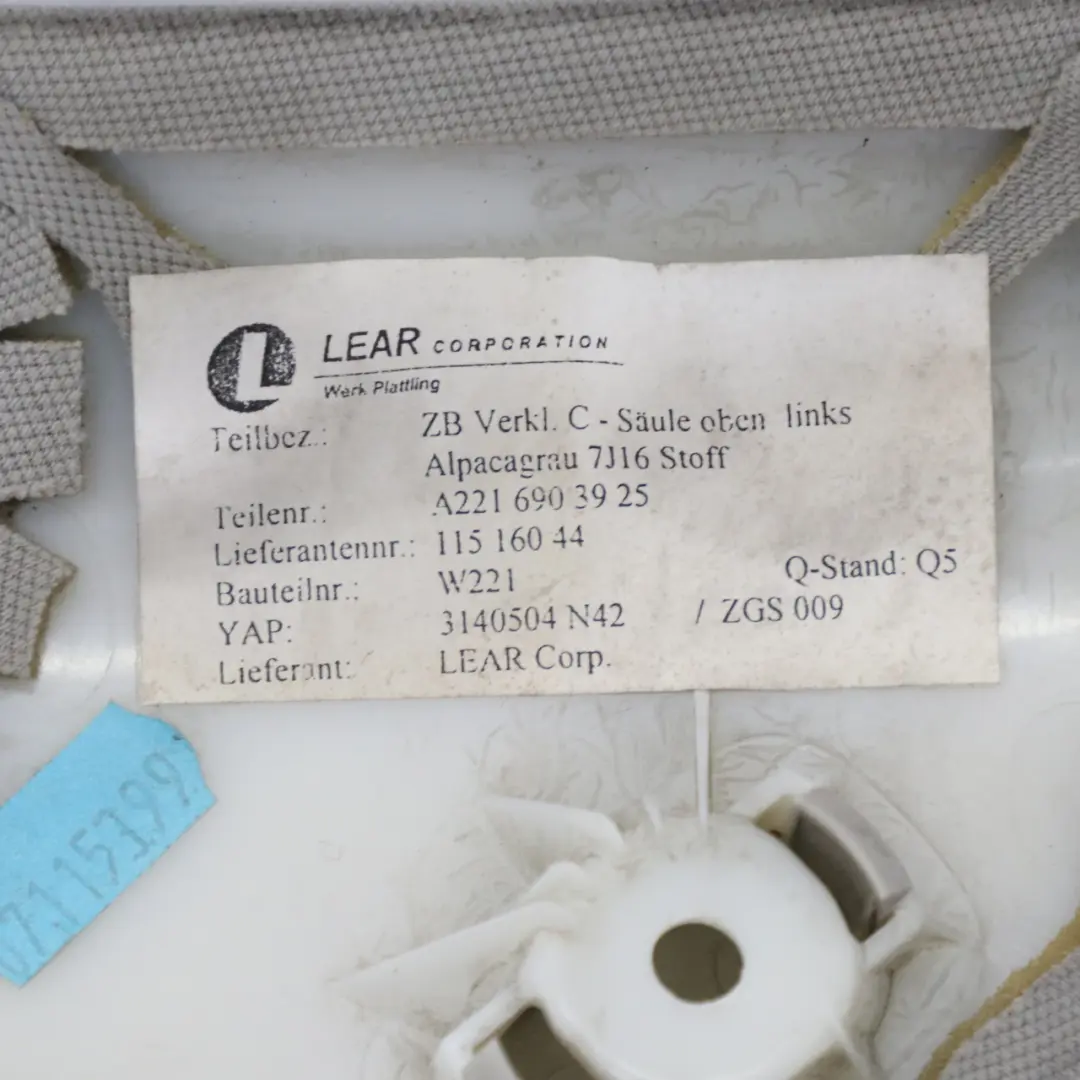 L LEAR CORPORATION
Werk Plattling
Teilbez.: ZB Verkl. C - Säule oben links
Alpacagrau 7J16 Stoff
Teilenr.: A221 690 39 25
Lieferantennr.: 115 160 44
Bauteilnr.: W221 Q-Stand: Q5
YAP: 3140504 N42 / ZGS 009
Lieferant: LEAR Corp.
07115399